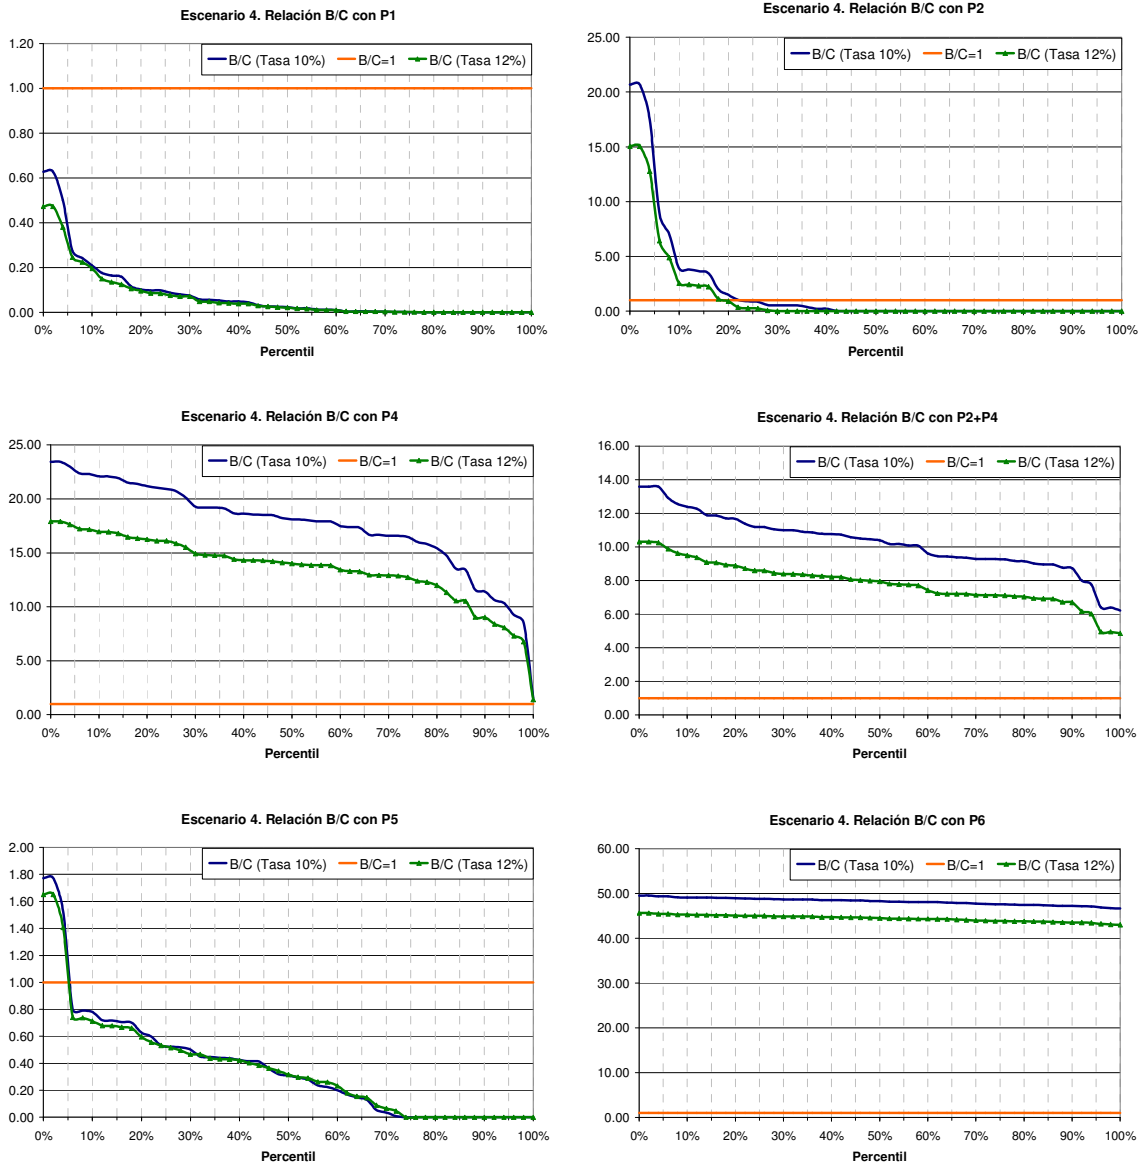 Escenario 4. Relación B/C con P1
B/C (Tasa 10%) B/C=1 B/C (Tasa 12%)
1.20
1.00
0.80
0.60
0.40
0.20
0.00
0% 10% 20% 30% 40% 50% 60% 70% 80% 90% 100%
Percentil
Escenario 4. Relación B/C con P2
B/C (Tasa 10%) B/C=1 B/C (Tasa 12%)
25.00
20.00
15.00
10.00
5.00
0.00
0% 10% 20% 30% 40% 50% 60% 70% 80% 90% 100%
Percentil
Escenario 4. Relación B/C con P4
B/C (Tasa 10%) B/C=1 B/C (Tasa 12%)
25.00
20.00
15.00
10.00
5.00
0.00
0% 10% 20% 30% 40% 50% 60% 70% 80% 90% 100%
Percentil
Escenario 4. Relación B/C con P2+P4
B/C (Tasa 10%) B/C=1 B/C (Tasa 12%)
16.00
14.00
12.00
10.00
8.00
6.00
4.00
2.00
0.00
0% 10% 20% 30% 40% 50% 60% 70% 80% 90% 100%
Percentil
Escenario 4. Relación B/C con P5
B/C (Tasa 10%) B/C=1 B/C (Tasa 12%)
2.00
1.80
1.60
1.40
1.20
1.00
0.80
0.60
0.40
0.20
0.00
0% 10% 20% 30% 40% 50% 60% 70% 80% 90% 100%
Percentil
Escenario 4. Relación B/C con P6
B/C (Tasa 10%) B/C=1 B/C (Tasa 12%)
60.00
50.00
40.00
30.00
20.00
10.00
0.00
0% 10% 20% 30% 40% 50% 60% 70% 80% 90% 100%
Percentil